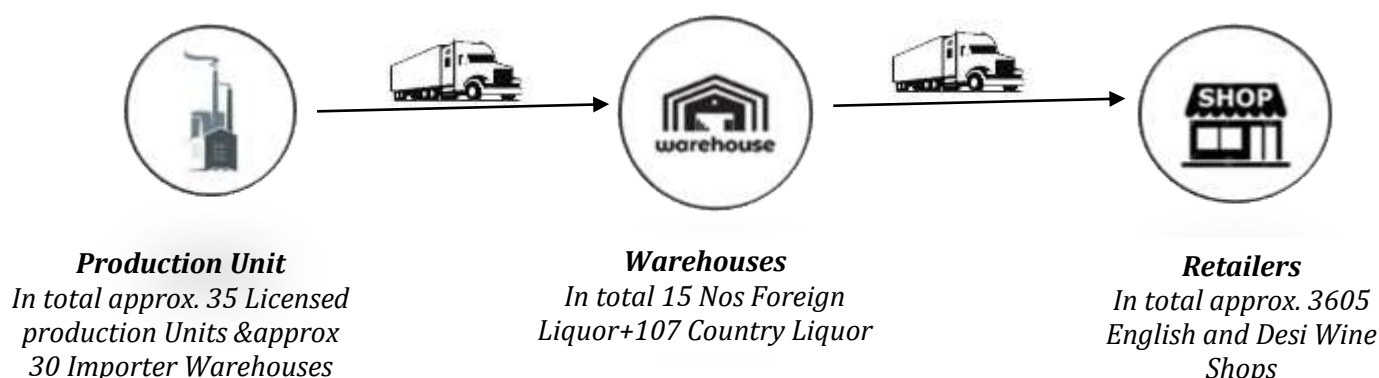 warehouse
SHOP
Production Unit
In total approx. 35 Licensed
production Units &approx
30 Importer Warehouses
Warehouses
In total 15 Nos Foreign
Liquor+107 Country Liquor
Retailers
In total approx. 3605
English and Desi Wine
Shops